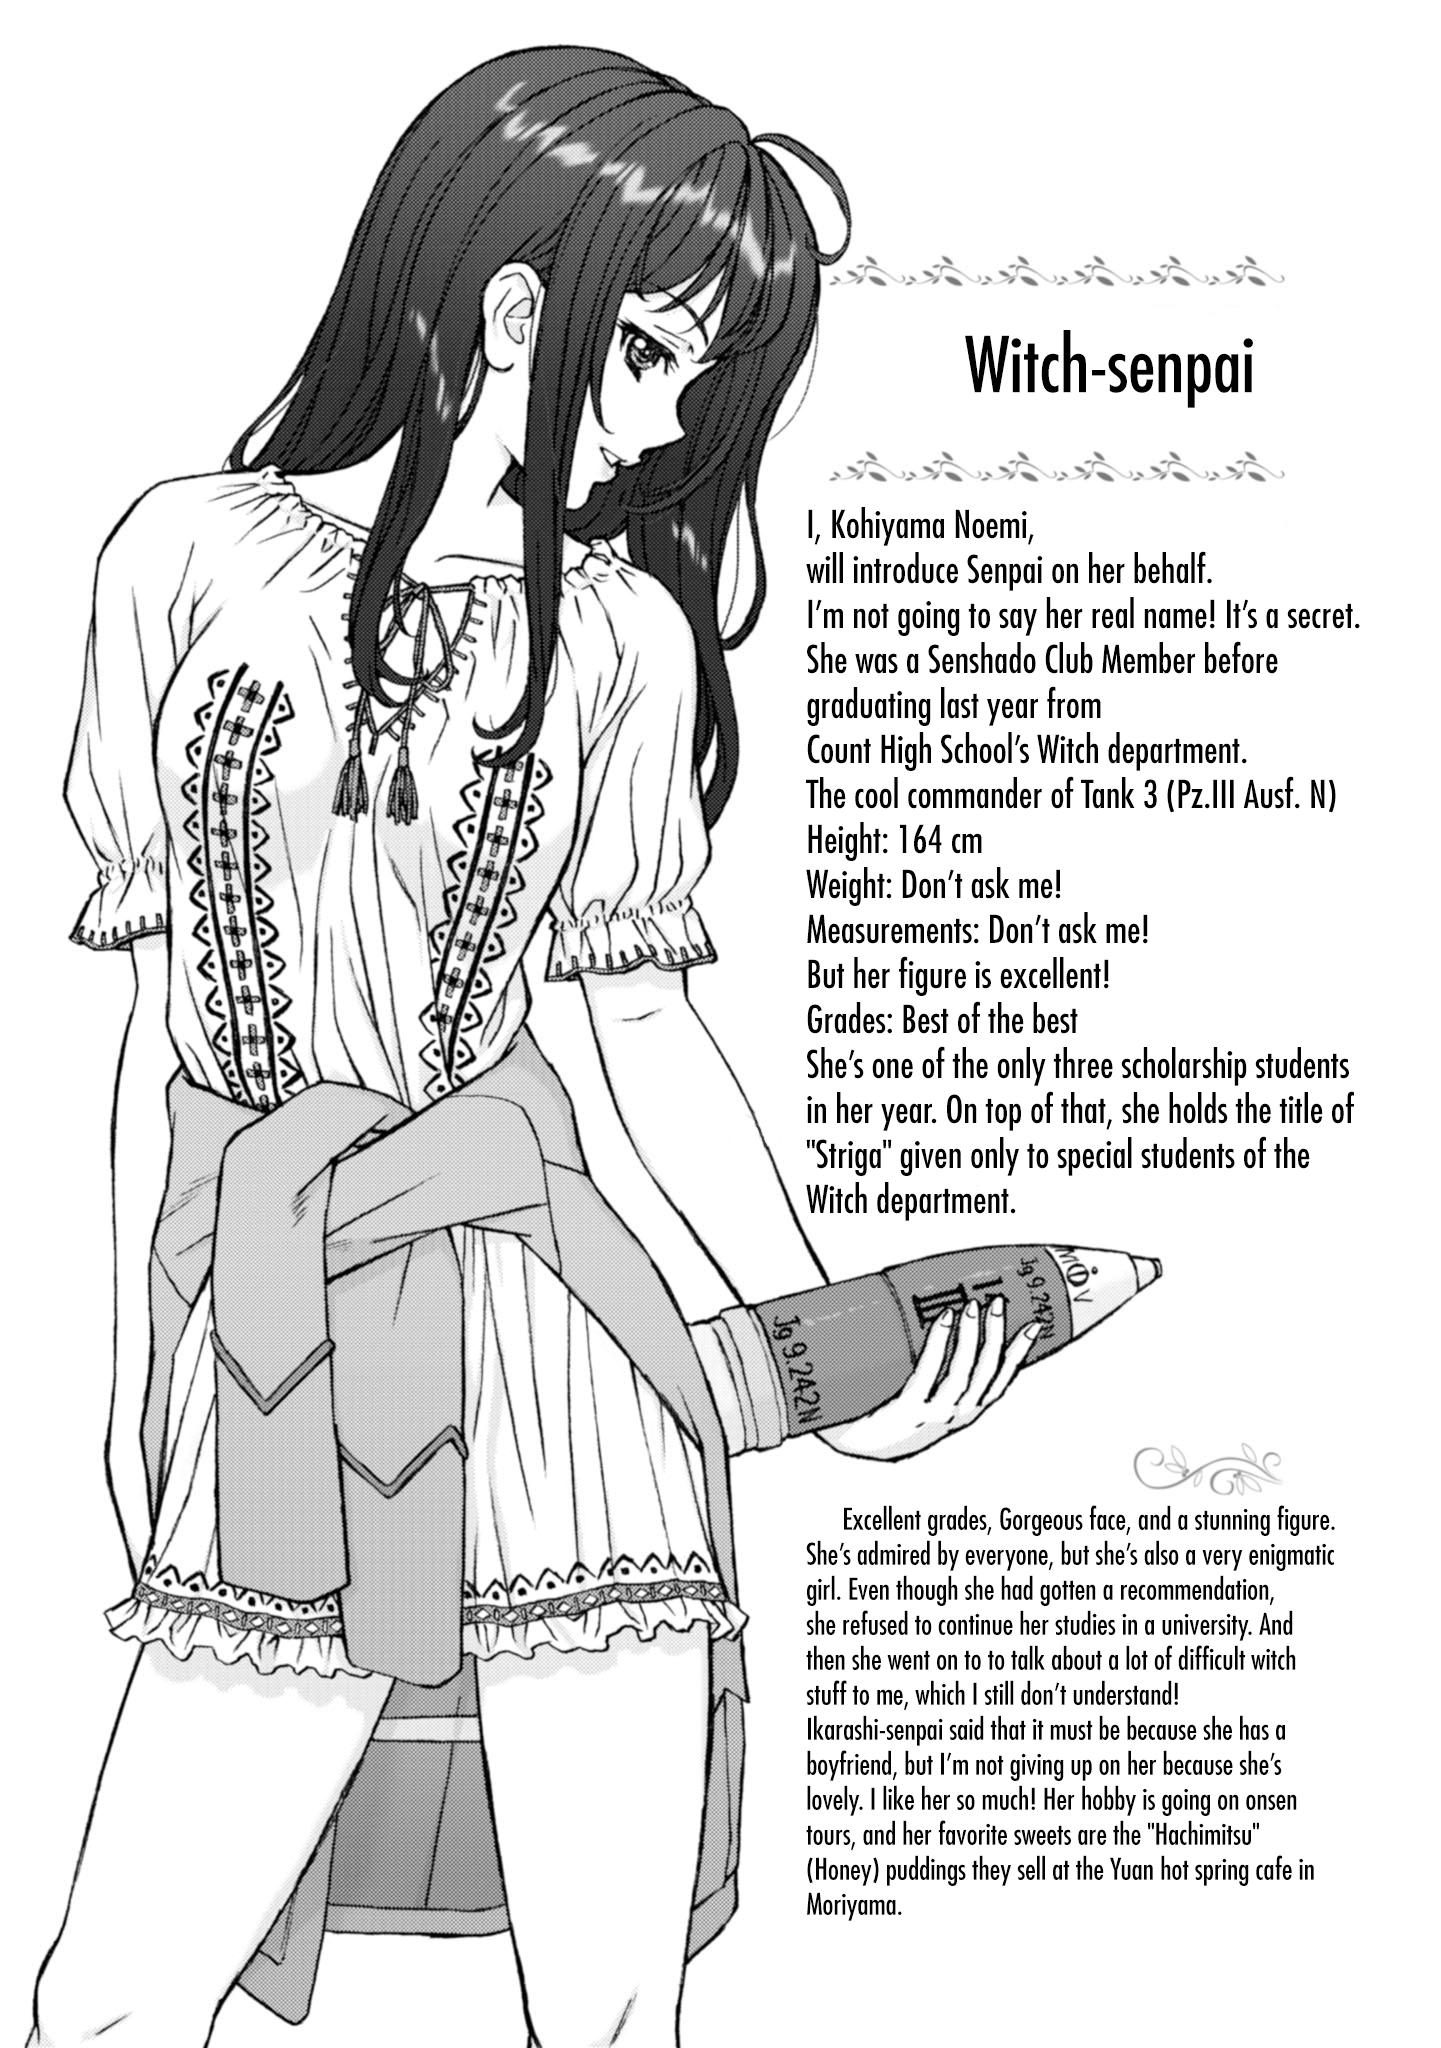 Witch-senpai
I, Kohiyama Noemi,
will introduce Senpai on her behalf.
I'm not going to say her real name! It's a secret.
She was a Senshado Club Member before
graduating last year from
Count High School's Witch department.
The cool commander of Tank 3 (Pz.III Ausf. N)
Height: 164 cm
Weight: Don't ask me!
Measurements: Don't ask me!
But her figure is excellent!
Grades: Best of the best
She's one of the only three scholarship students
in her year. On top of that, she holds the title of
"Striga" given only to special students of the
Witch department.
Jg 9.242N
Jg 9.242N
Excellent grades, Gorgeous face, and a stunning figure.
She's admired by everyone, but she's also a very enigmatic
girl. Even though she had gotten a recommendation,
she refused to continue her studies in a university. And
then she went on to to talk about a lot of difficult witch
stuff to me, which I still don't understand!
Ikarashi-senpai said that it must be because she has a
boyfriend, but I'm not giving up on her because she's
lovely. I like her so much! Her hobby is going on onsen
tours, and her favorite sweets are the "Hachimitsu"
(Honey) puddings they sell at the Yuan hot spring cafe in
Moriyama.